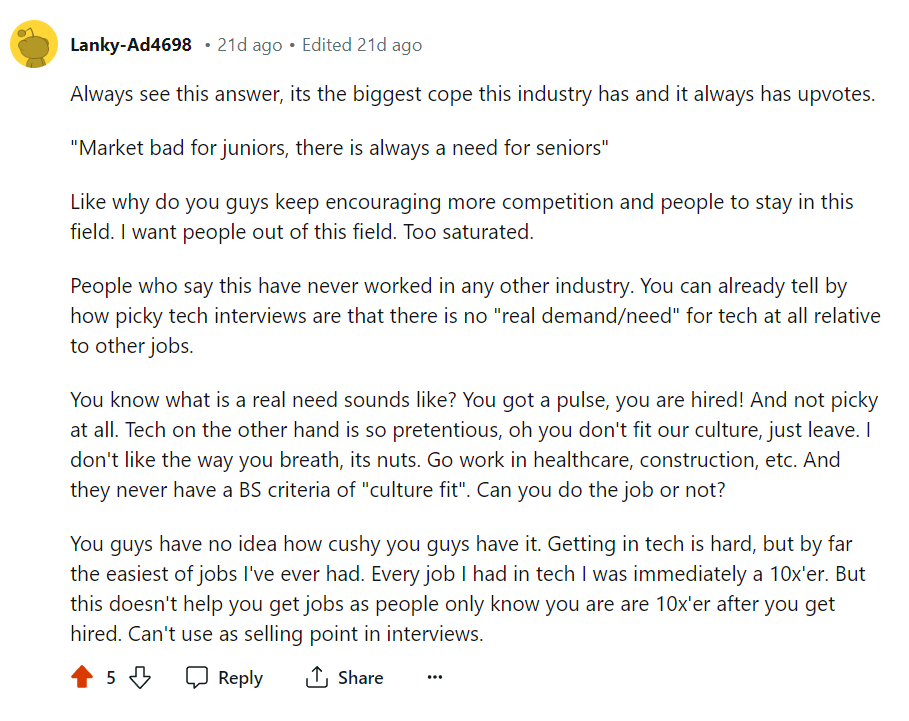 Lanky-Ad4698 • 21d ago • Edited 21d ago
Always see this answer, its the biggest cope this industry has and it always has upvotes.
"Market bad for juniors, there is always a need for seniors"
Like why do you guys keep encouraging more competition and people to stay in this
field. I want people out of this field. Too saturated.
People who say this have never worked in any other industry. You can already tell by
how picky tech interviews are that there is no "real demand/need" for tech at all relative
to other jobs.
You know what is a real need sounds like? You got a pulse, you are hired! And not picky
at all. Tech on the other hand is so pretentious, oh you don't fit our culture, just leave. I
don't like the way you breath, its nuts. Go work in healthcare, construction, etc. And
they never have a BS criteria of "culture fit". Can you do the job or not?
You guys have no idea how cushy you guys have it. Getting in tech is hard, but by far
the easiest of jobs I've ever had. Every job I had in tech I was immediately a 10x'er. But
this doesn't help you get jobs as people only know you are are 10x'er after you get
hired. Can't use as selling point in interviews.
5 Reply Share ...